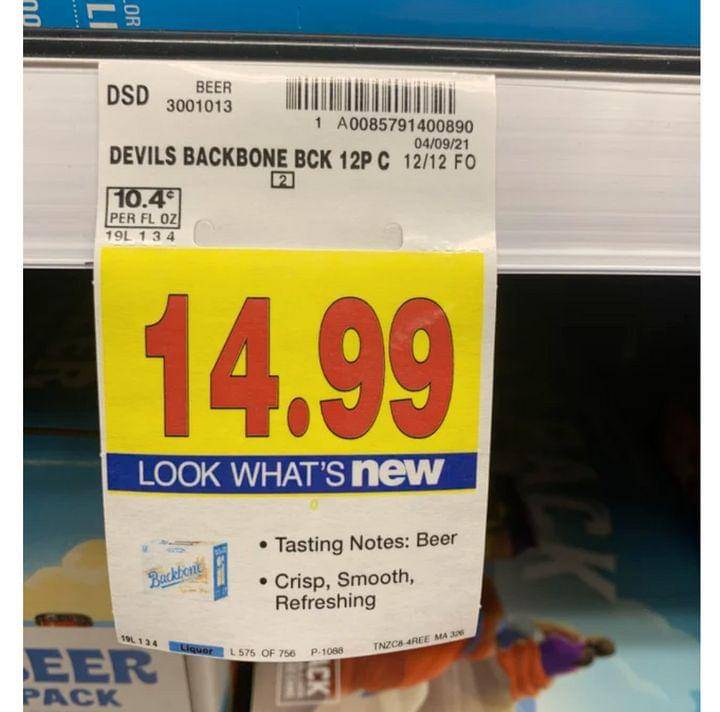 DSD
BEER
3001013
1 A0085791400890
04/09/21
DEVILS BACKBONE BCK 12P C 12/12 FO
2
10.4¢
PER FL OZ
19L 1 3 4
14.99
LOOK WHAT'S new
Backbone
• Tasting Notes: Beer
• Crisp, Smooth,
Refreshing
19L 1 3 4 Liquor L 575 OF 756 P-1088 TNZC8-4REE MA 326
EER
PACK